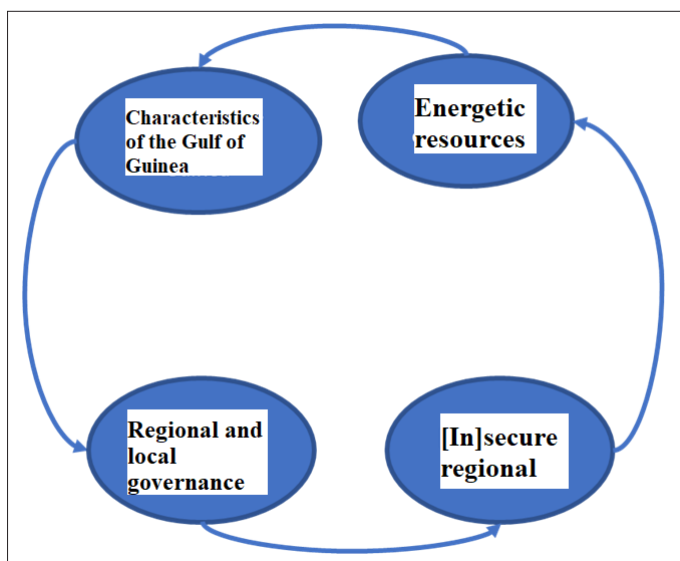 Characteristics
of the Gulf of
Guinea
Energetic
resources
Regional and
local
governance
[In]secure
regional